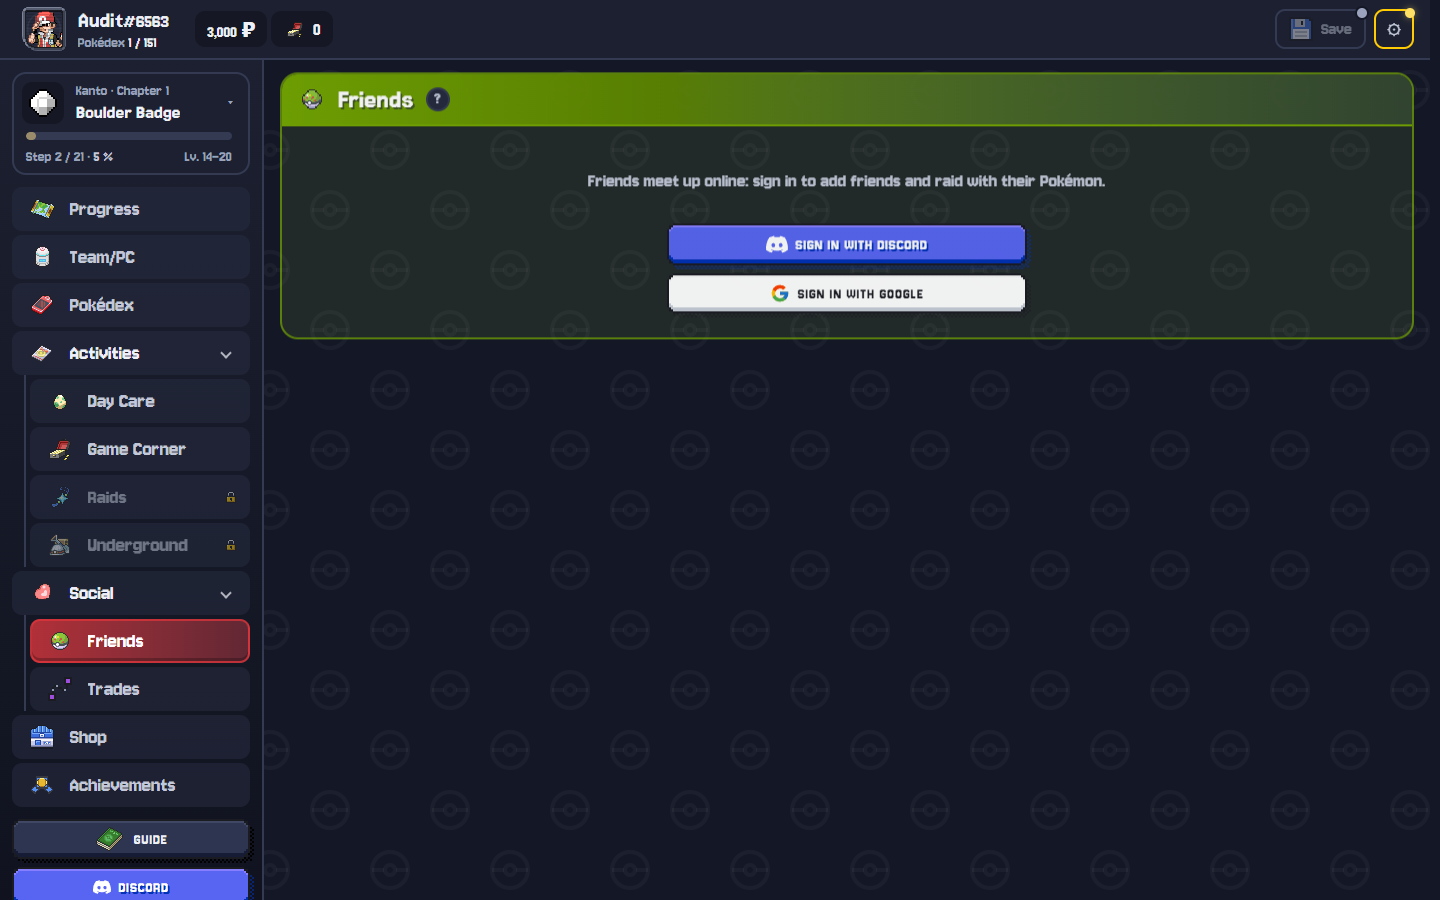 Audit#6563
Pokédex 1 / 151
3,000 ₽
0
Save
Kanto · Chapter 1
Boulder Badge
Step 2 / 21 · 5 %
Lv. 14-20
Progress
Team/PC
Pokédex
Activities
Day Care
Game Corner
Raids
Underground
Social
Friends
Trades
Shop
Achievements
GUIDE
DISCORD
Friends ?
Friends meet up online: sign in to add friends and raid with their Pokémon.
SIGN IN WITH DISCORD
SIGN IN WITH GOOGLE